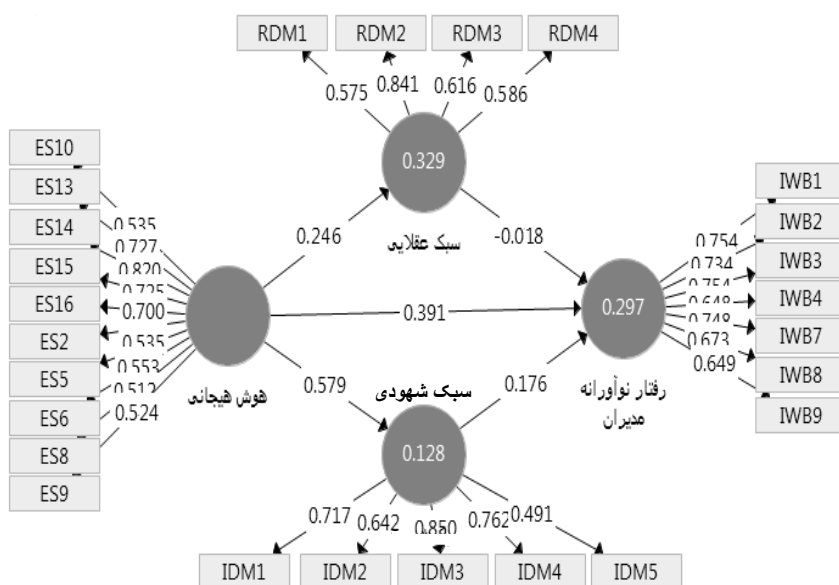 RDM1 RDM2 RDM3 RDM4
0.575 0.841 0.616 0.586
0.329
سبک عقلایی
ES10
ES13
ES14
ES15
ES16
ES2
ES5
ES6
ES8
ES9
0.535
0.727
0.820
0.725
0.700
0.535
0.553
0.512
0.524
هوش هیجانی
0.246
-0.018
0.391
0.579
0.176
سبک شهودی
0.128
0.297
رفتار نوآورانه
مدیران
0.754
0.734
0.754
0.648
0.748
0.673
0.649
IWB1
IWB2
IWB3
IWB4
IWB7
IWB8
IWB9
0.717 0.642 0.850 0.762 0.491
IDM1 IDM2 IDM3 IDM4 IDM5